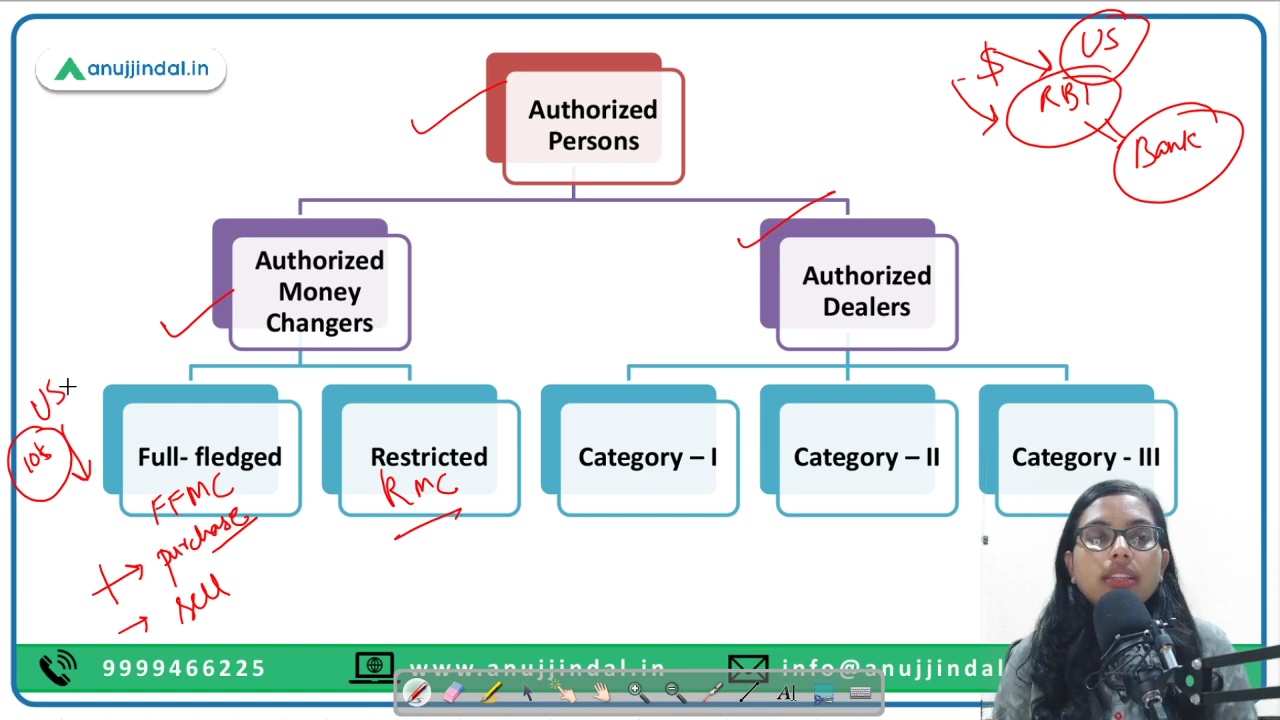 anujjindal.in
US
$
RBI
Bank
Authorized
Persons
Authorized
Money
Changers
Authorized
Dealers
US
10$
Full- fledged
Restricted
Category – I
Category – II
Category - III
FFMC
RMC
purchase
sell
9999466225
www.anujjindal.in
info@anujjindal
A